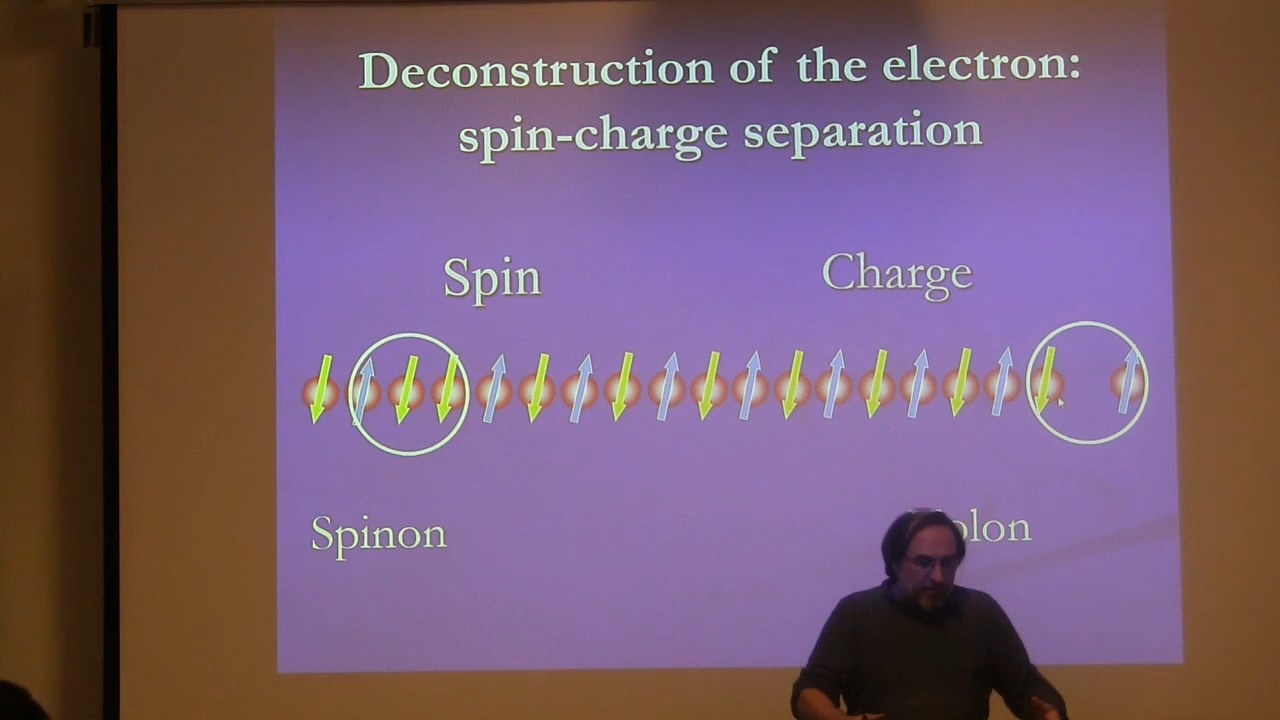 Deconstruction of the electron:
spin-charge separation
Spin Charge
Spinon